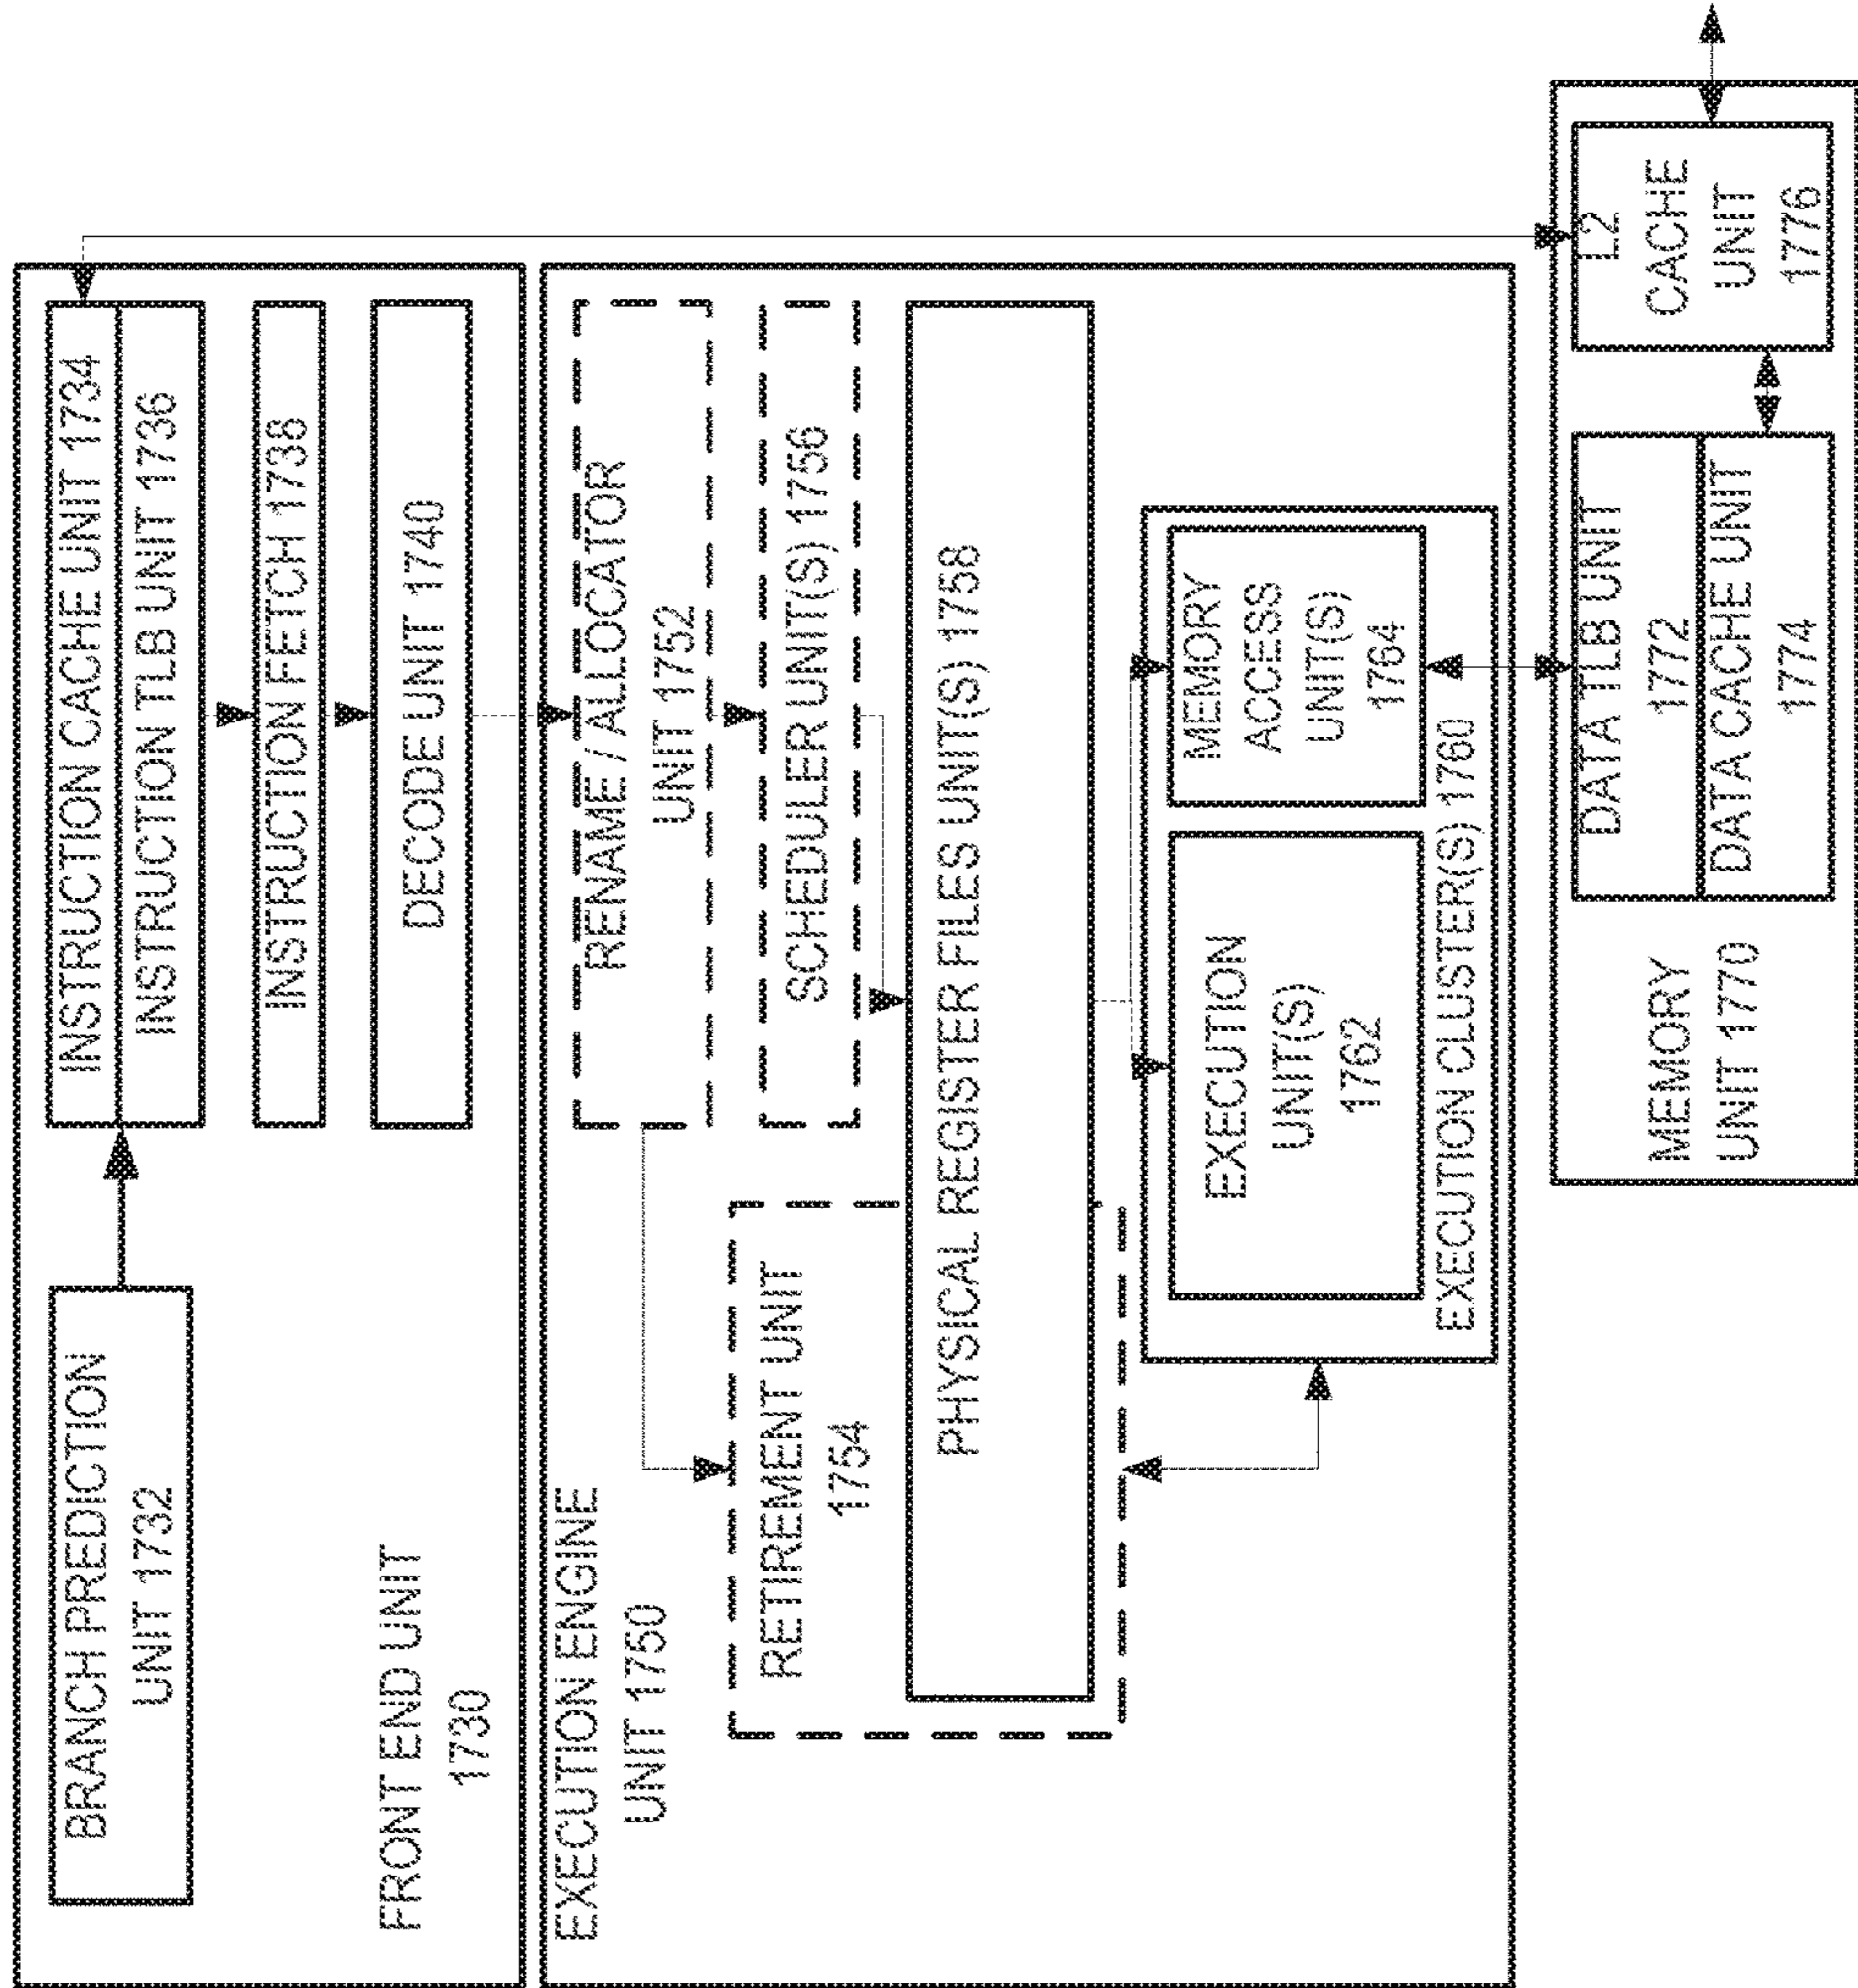 BRANCH PREDICTION
UNIT 1732
INSTRUCTION CACHE UNIT 1734
INSTRUCTION TLB UNIT 1736
INSTRUCTION FETCH 1738
DECODE UNIT 1740
FRONT END UNIT
1730
EXECUTION ENGINE
UNIT 1750
RENAME / ALLOCATOR
UNIT 1752
RETIREMENT UNIT
1754
SCHEDULER UNIT(S) 1756
PHYSICAL REGISTER FILES UNIT(S) 1758
EXECUTION
UNIT(S)
1762
MEMORY
ACCESS
UNIT(S)
1764
EXECUTION CLUSTER(S) 1760
MEMORY
UNIT 1770
DATA TLB UNIT
1772
DATA CACHE UNIT
1774
L2
CACHE
UNIT
1776